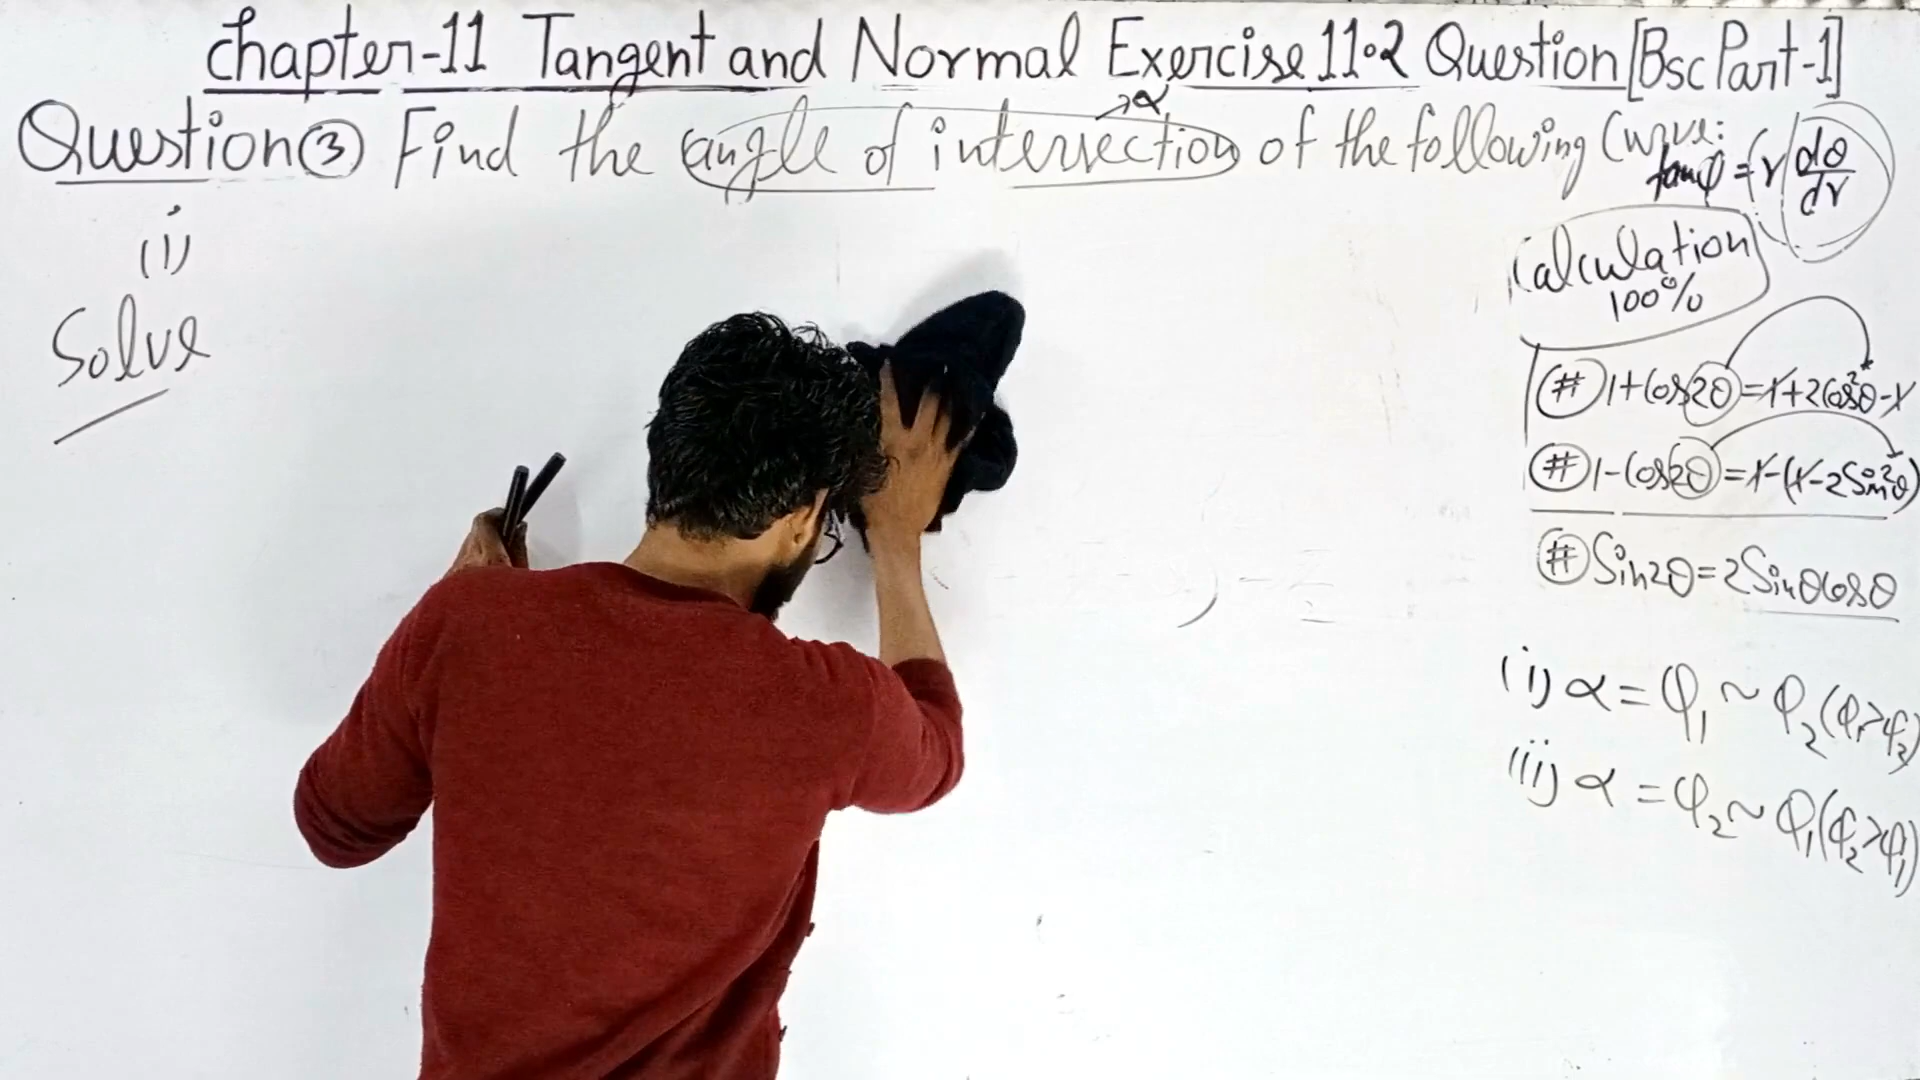 Chapter-11 Tangent and Normal Exercise 11.2 Question [Bsc Part-1]
→α
Question ③ Find the angle of intersection of the following Curve:
tanφ = r dθ/dr
(i)
Solve
Calculation
100%
# 1+Cos2θ = 1+2Cos²θ-1
# 1-Cos2θ = 1-(1-2Sin²θ)
# Sin2θ = 2SinθCosθ
(i) α = φ₁ ~ φ₂ (φ₁>φ₂)
(ii) α = φ₂ ~ φ₁ (φ₂>φ₁)